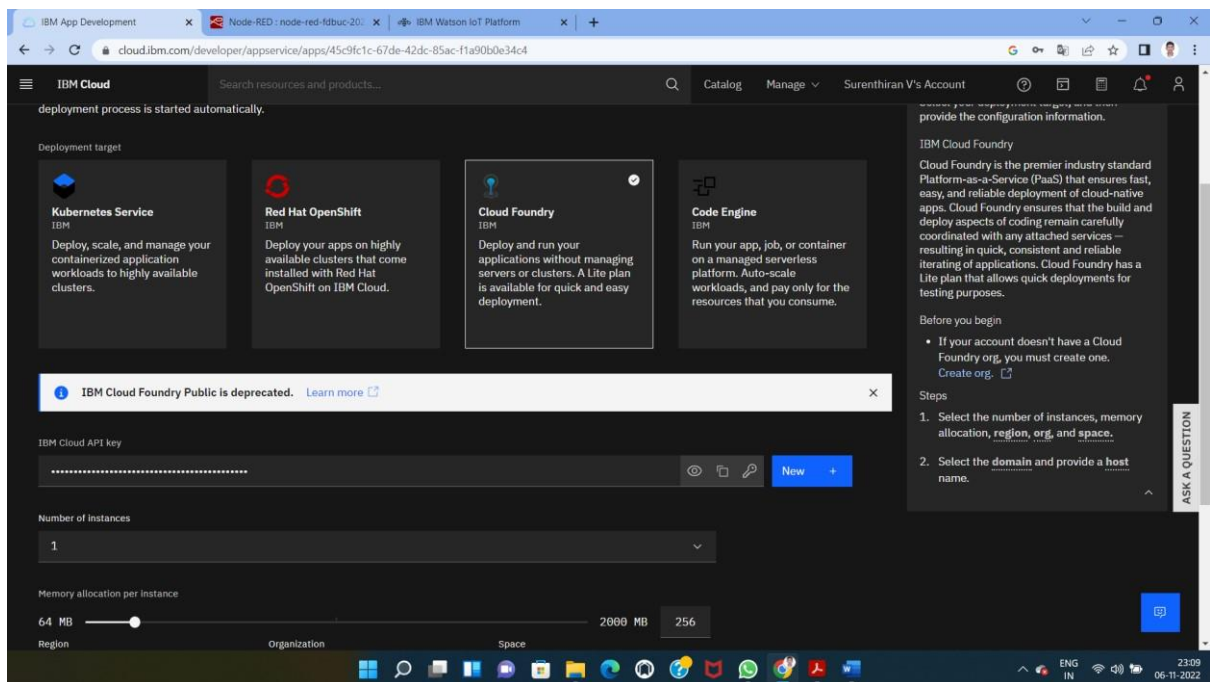 IBM App Development
Node-RED : node-red-fdbuc-202
IBM Watson IoT Platform
cloud.ibm.com/developer/appservice/apps/45c9fc1c-67de-42dc-85ac-f1a90b0e34c4
IBM Cloud
Search resources and products...
Catalog
Manage
Surenthiran V's Account
deployment process is started automatically.
Deployment target
Kubernetes Service
IBM
Deploy, scale, and manage your
containerized application
workloads to highly available
clusters.
Red Hat OpenShift
IBM
Deploy your apps on highly
available clusters that come
installed with Red Hat
OpenShift on IBM Cloud.
Cloud Foundry
IBM
Deploy and run your
applications without managing
servers or clusters. A Lite plan
is available for quick and easy
deployment.
Code Engine
IBM
Run your app, job, or container
on a managed serverless
platform. Auto-scale
workloads, and pay only for the
resources that you consume.
IBM Cloud Foundry Public is deprecated. Learn more
IBM Cloud API key
New +
Number of instances
1
Memory allocation per instance
64 MB
2000 MB
256
Region
Organization
Space
provide the configuration information.
IBM Cloud Foundry
Cloud Foundry is the premier industry standard
Platform-as-a-Service (PaaS) that ensures fast,
easy, and reliable deployment of cloud-native
apps. Cloud Foundry ensures that the build and
deploy aspects of coding remain carefully
coordinated with any attached services —
resulting in quick, consistent and reliable
iterating of applications. Cloud Foundry has a
Lite plan that allows quick deployments for
testing purposes.
Before you begin
• If your account doesn't have a Cloud
Foundry org, you must create one.
Create org.
Steps
1. Select the number of instances, memory
allocation, region, org, and space.
2. Select the domain and provide a host
name.
ASK A QUESTION
ENG
IN
23:09
06-11-2022